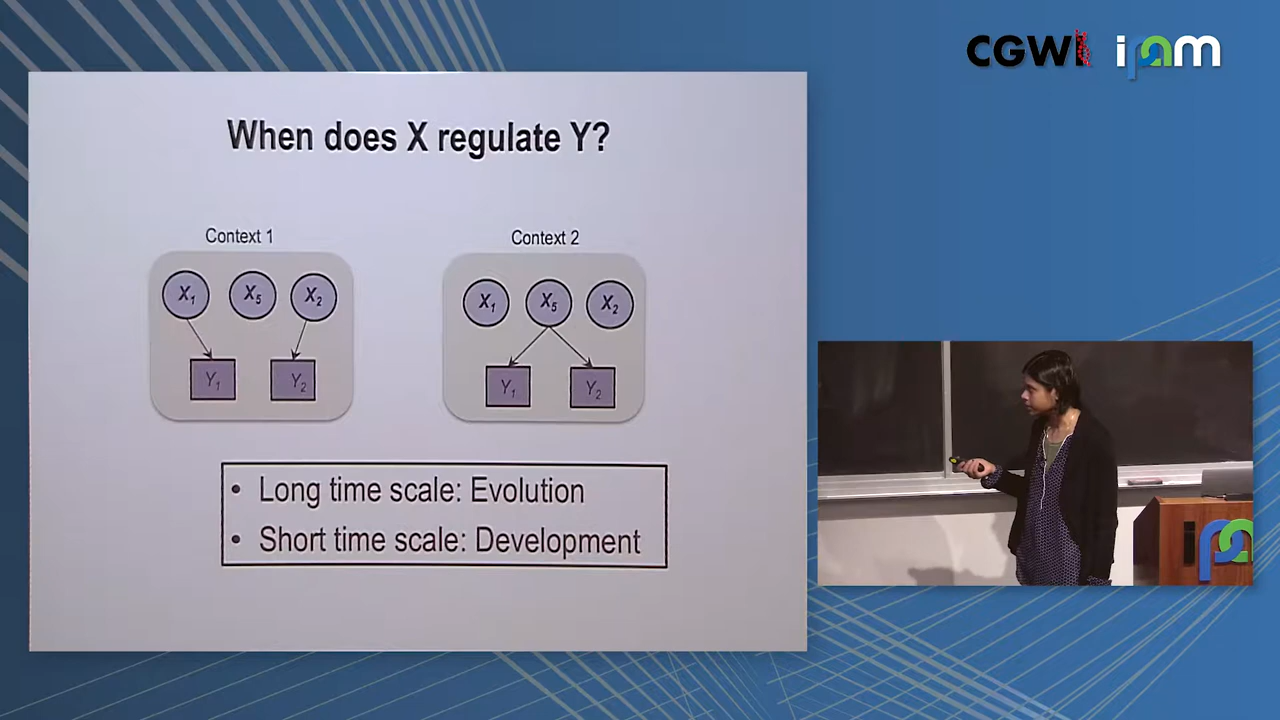 CGWI ipam
When does X regulate Y?
Context 1
Context 2
X1 X5 X2
X1 X5 X2
Y1 Y2
Y1 Y2
• Long time scale: Evolution
• Short time scale: Development